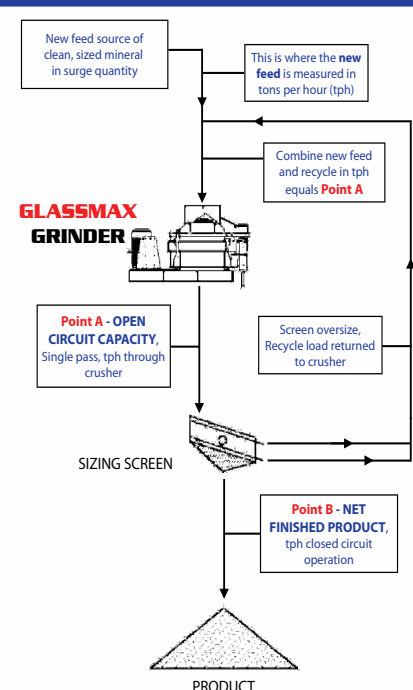 New feed source of
clean, sized mineral
in surge quantity
This is where the new
feed is measured in
tons per hour (tph)
Combine new feed
and recycle in tph
equals Point A
GLASSMAX
GRINDER
Point A - OPEN
CIRCUIT CAPACITY,
Single pass, tph through
crusher
Screen oversize,
Recycle load returned
to crusher
SIZING SCREEN
Point B - NET
FINISHED PRODUCT,
tph closed circuit
operation
PRODUCT